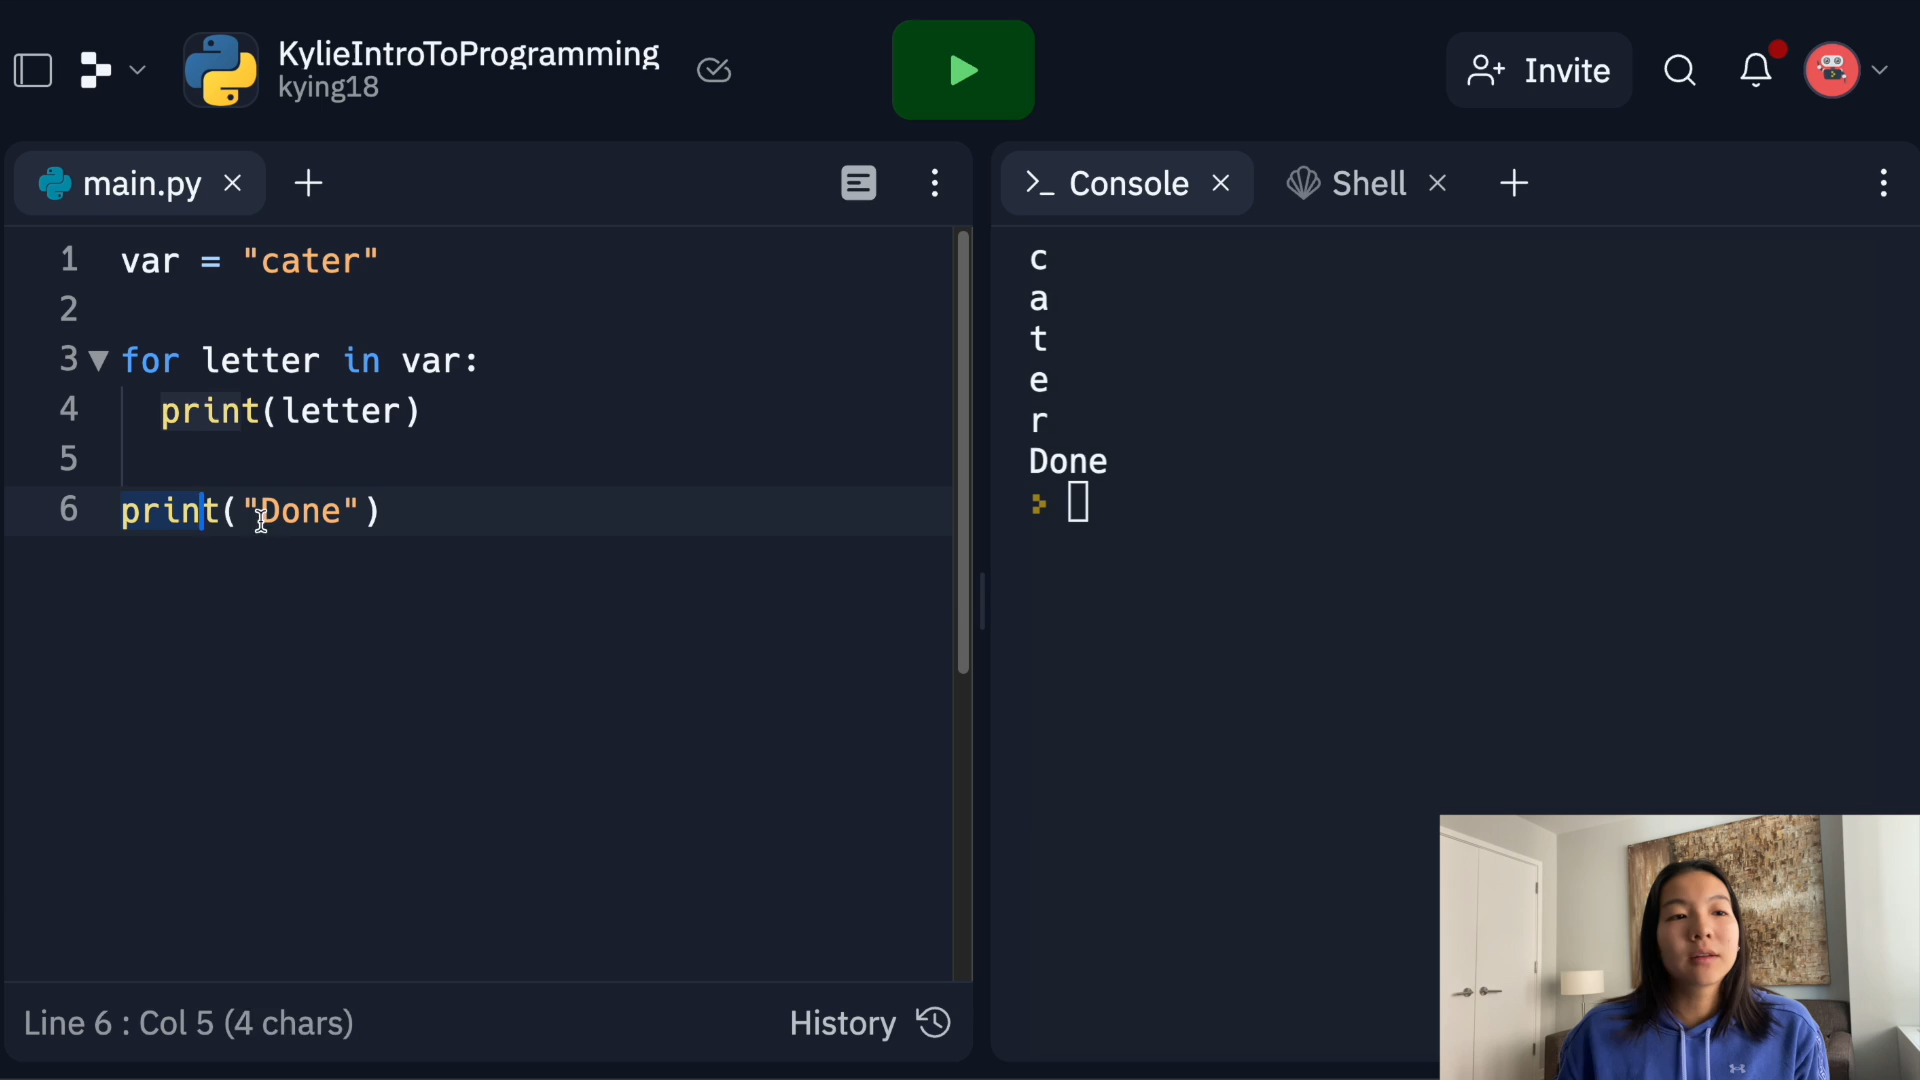 KylieIntroToProgramming
kying18
Invite
main.py
Console
Shell
1 var = "cater"
2
3 for letter in var:
4 print(letter)
5
6 print("Done")
c
a
t
e
r
Done
Line 6 : Col 5 (4 chars)
History